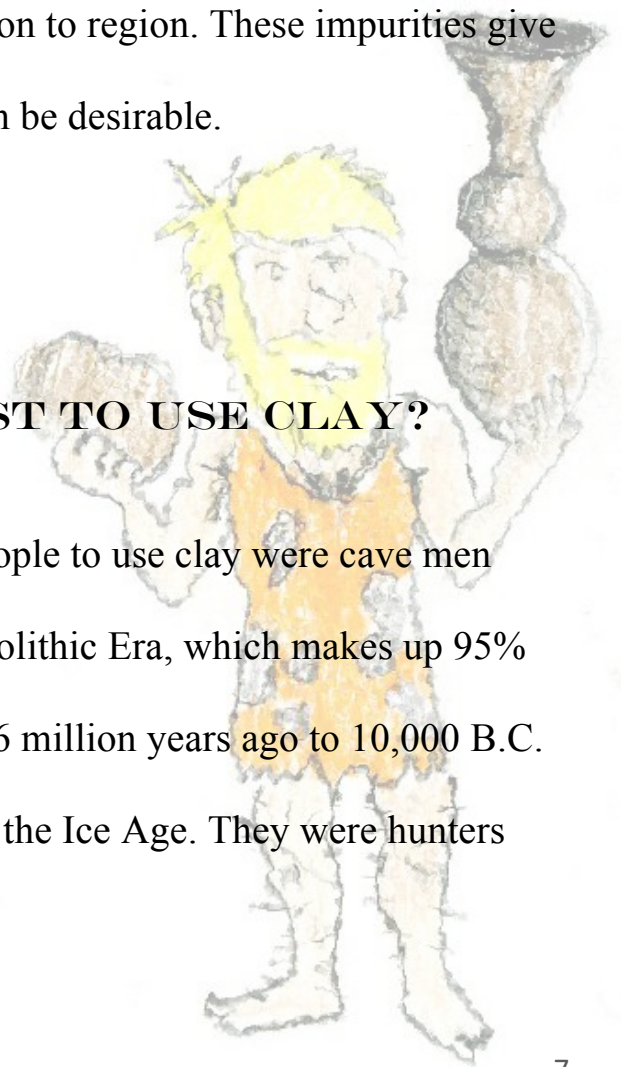 on to region. These impurities give
n be desirable.
ST TO USE CLAY?
ople to use clay were cave men
olithic Era, which makes up 95%
6 million years ago to 10,000 B.C.
the Ice Age. They were hunters
7